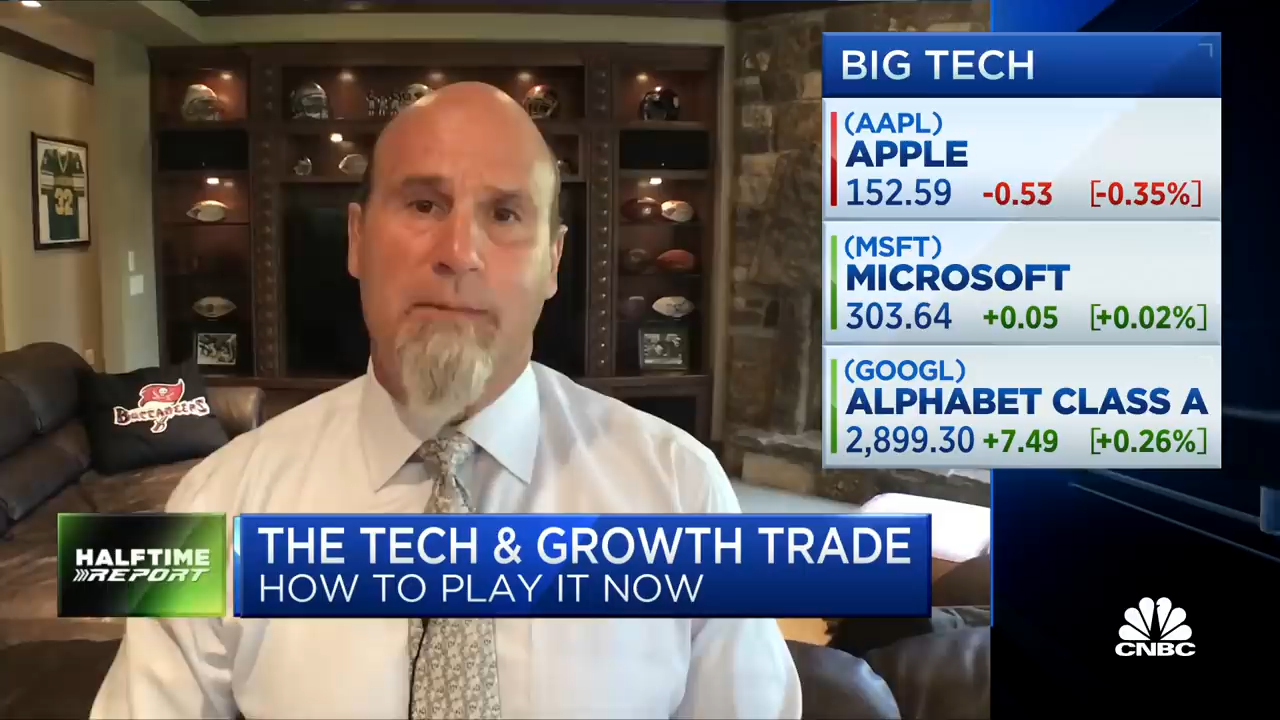 BIG TECH
(AAPL)
APPLE
152.59 -0.53 [-0.35%]
(MSFT)
MICROSOFT
303.64 +0.05 [+0.02%]
(GOOGL)
ALPHABET CLASS A
2,899.30 +7.49 [+0.26%]
32
BUCCANEERS
HALFTIME
REPORT
THE TECH & GROWTH TRADE
HOW TO PLAY IT NOW
CNBC